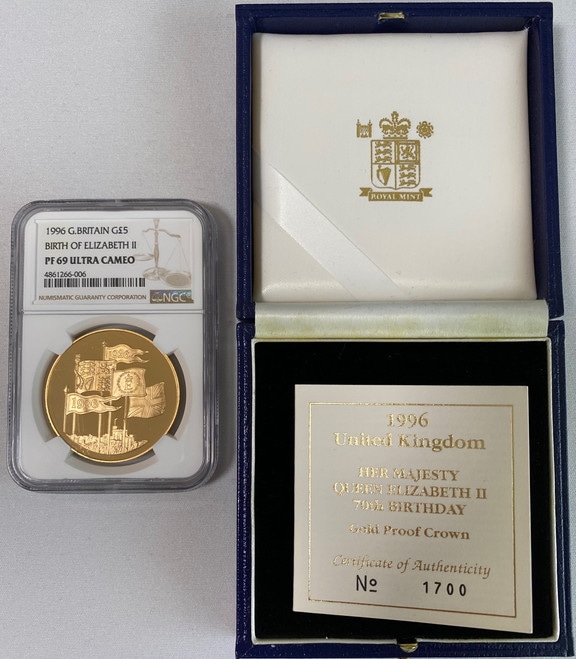 1996 G.BRITAIN G£5
BIRTH OF ELIZABETH II
PF 69 ULTRA CAMEO
4861266-006
NUMISMATIC GUARANTY CORPORATION
NGC
ROYAL MINT
1996
United Kingdom
HER MAJESTY
QUEEN ELIZABETH II
70th BIRTHDAY
Gold Proof Crown
Certificate of Authenticity
No 1700